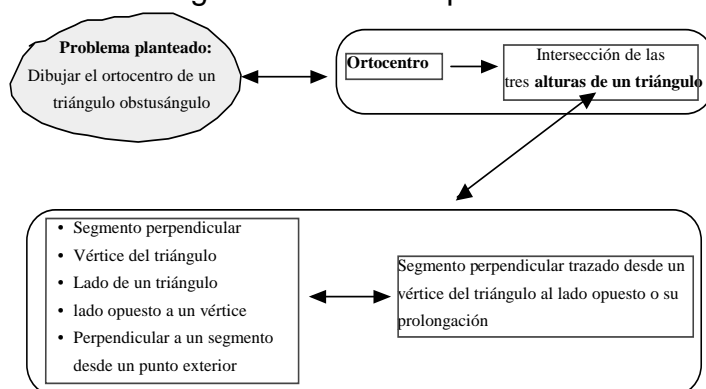 Problema planteado:
Dibujar el ortocentro de un
triángulo obstusángulo
Ortocentro
Intersección de las
tres alturas de un triángulo
• Segmento perpendicular
• Vértice del triángulo
• Lado de un triángulo
• lado opuesto a un vértice
• Perpendicular a un segmento
desde un punto exterior
Segmento perpendicular trazado desde un
vértice del triángulo al lado opuesto o su
prolongación